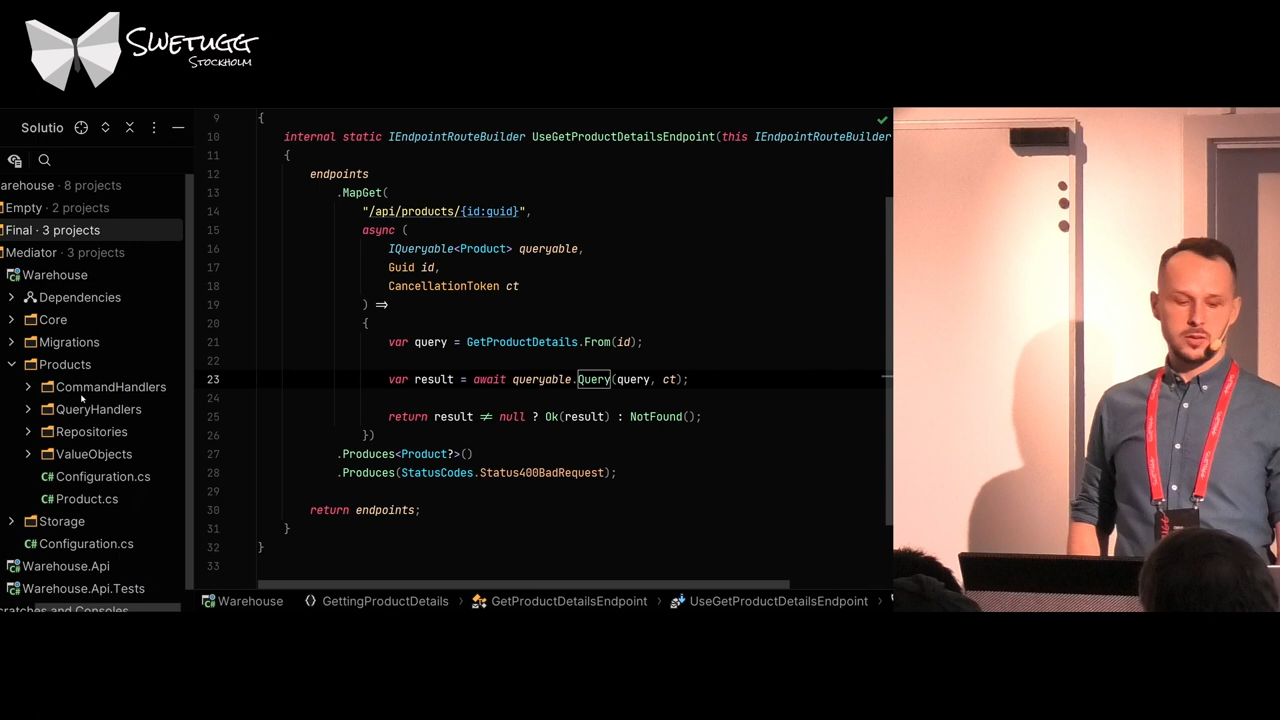 SWETUGG
STOCKHOLM
Solutio
arehouse · 8 projects
Empty · 2 projects
Final · 3 projects
Mediator · 3 projects
C# Warehouse
Dependencies
Core
Migrations
Products
CommandHandlers
QueryHandlers
Repositories
ValueObjects
C# Configuration.cs
C# Product.cs
Storage
C# Configuration.cs
C# Warehouse.Api
C# Warehouse.Api.Tests
cratches and Consoles
9 {
10 internal static IEndpointRouteBuilder UseGetProductDetailsEndpoint(this IEndpointRouteBuilder
11 {
12 endpoints
13 .MapGet(
14 "/api/products/{id:guid}",
15 async (
16 IQueryable<Product> queryable,
17 Guid id,
18 CancellationToken ct
19 ) =>
20 {
21 var query = GetProductDetails.From(id);
22
23 var result = await queryable.Query(query, ct);
24
25 return result ≠ null ? Ok(result) : NotFound();
26 })
27 .Produces<Product?>()
28 .Produces(StatusCodes.Status400BadRequest);
29
30 return endpoints;
31 }
32 }
33
C# Warehouse > GettingProductDetails > GetProductDetailsEndpoint > UseGetProductDetailsEndpoint >